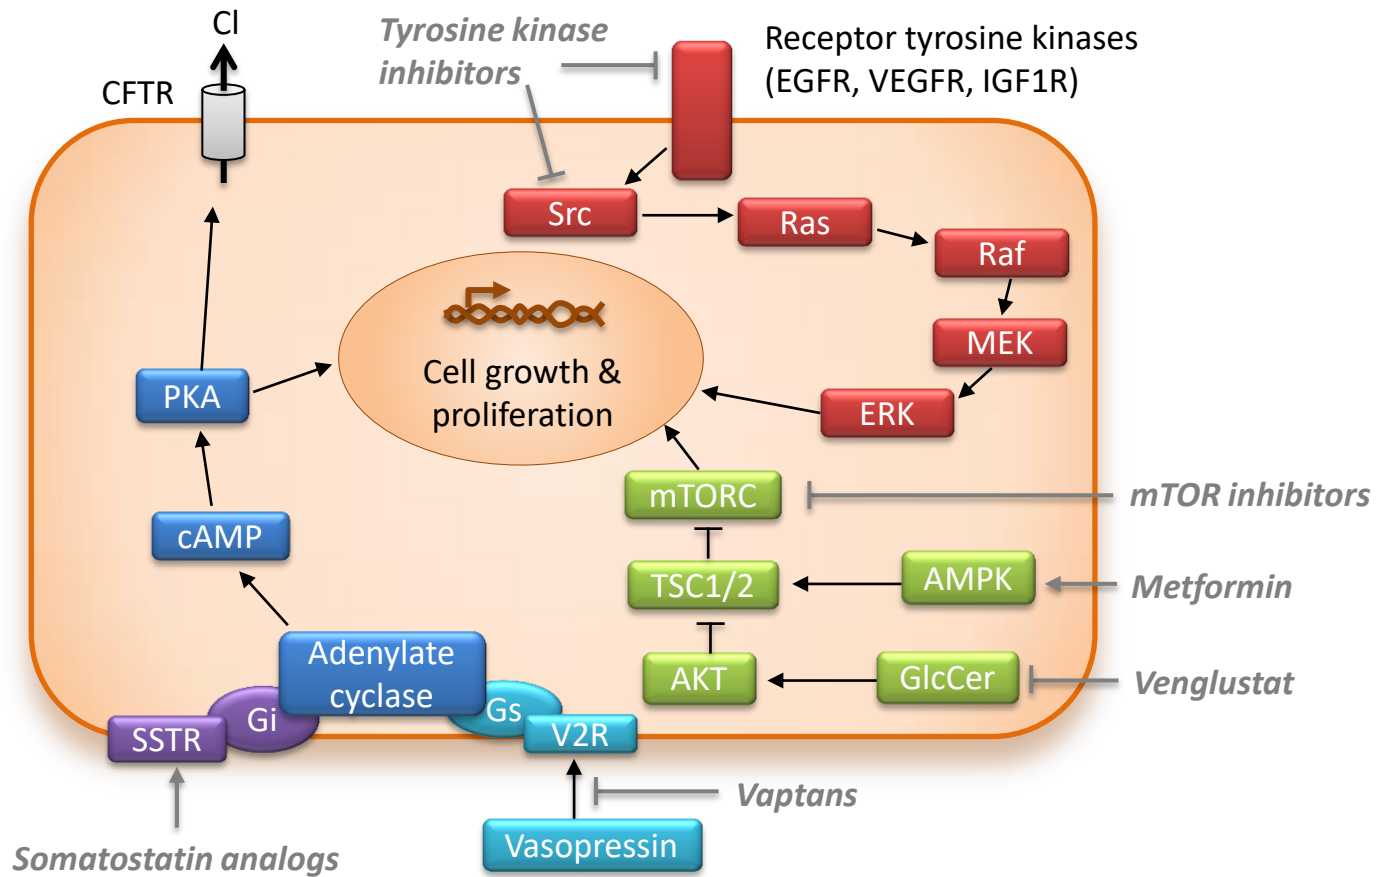 Cl
CFTR
Tyrosine kinase
inhibitors
Receptor tyrosine kinases
(EGFR, VEGFR, IGF1R)
Src
Ras
Raf
MEK
ERK
Cell growth &
proliferation
PKA
cAMP
Adenylate
cyclase
Gi
Gs
SSTR
V2R
mTORC
TSC1/2
AMPK
AKT
GlcCer
mTOR inhibitors
Metformin
Venglustat
Vaptans
Vasopressin
Somatostatin analogs